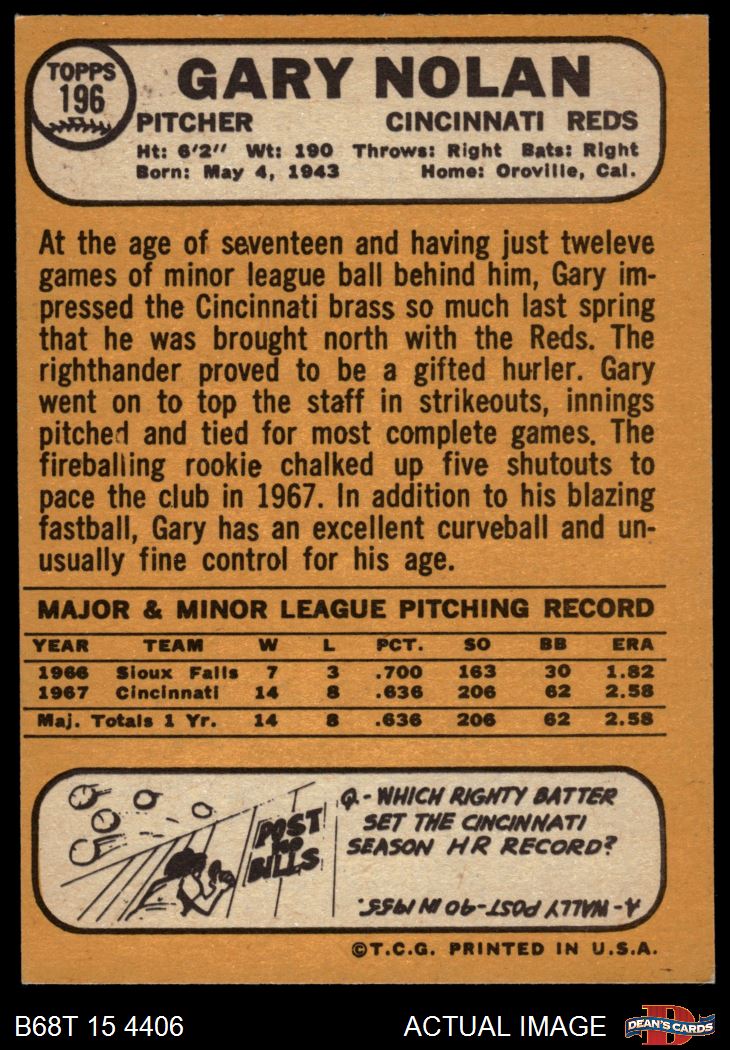 TOPPS
196
GARY NOLAN
PITCHER CINCINNATI REDS
Ht: 6'2" Wt: 190 Throws: Right Bats: Right
Born: May 4, 1943 Home: Oroville, Cal.
At the age of seventeen and having just tweleve
games of minor league ball behind him, Gary im-
pressed the Cincinnati brass so much last spring
that he was brought north with the Reds. The
righthander proved to be a gifted hurler. Gary
went on to top the staff in strikeouts, innings
pitched and tied for most complete games. The
fireballing rookie chalked up five shutouts to
pace the club in 1967. In addition to his blazing
fastball, Gary has an excellent curveball and un-
usually fine control for his age.
MAJOR & MINOR LEAGUE PITCHING RECORD
YEAR TEAM W L PCT. SO BB ERA
1966 Sioux Falls 7 3 .700 163 30 1.82
1967 Cincinnati 14 8 .636 206 62 2.58
Maj. Totals 1 Yr. 14 8 .636 206 62 2.58
POST
NO
BILLS
Q-WHICH RIGHTY BATTER
SET THE CINCINNATI
SEASON HR RECORD?
A-WALLY POST-40 IN 1955.
©T.C.G. PRINTED IN U.S.A.
B68T 15 4406 ACTUAL IMAGE
D
DEAN'S CARDS